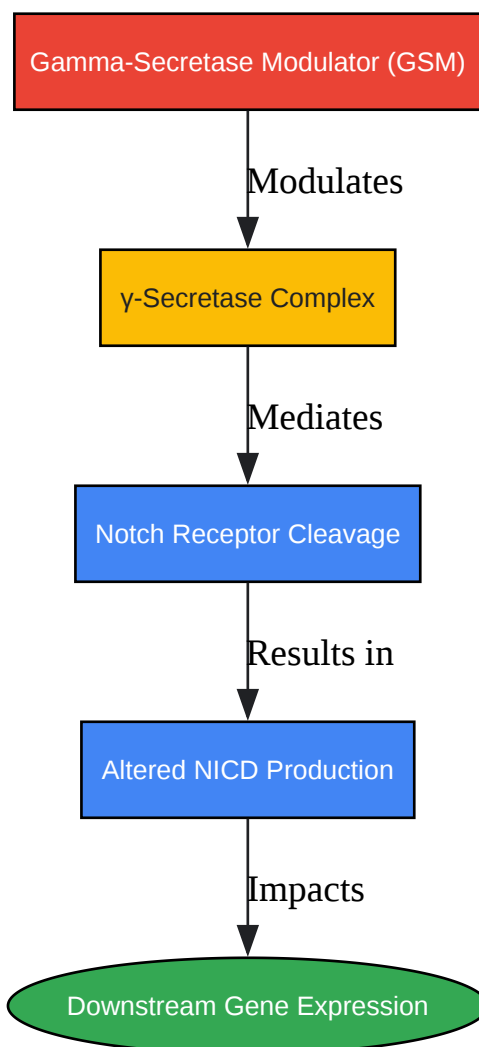 Gamma-Secretase Modulator (GSM)
Modulates
γ-Secretase Complex
Mediates
Notch Receptor Cleavage
Results in
Altered NICD Production
Impacts
Downstream Gene Expression